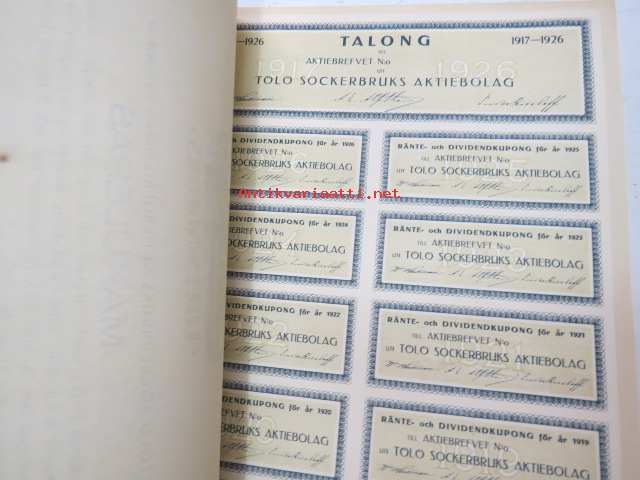 –1926 TALONG 1917–1926
TILL
AKTIEBREFVET N:o
UTI
TOLO SOCKERBRUKS AKTIEBOLAG
DIVIDENDKUPONG för år 1926
AKTIEBREFVET N:o
SOCKERBRUKS AKTIEBOLAG
RÄNTE- och DIVIDENDKUPONG för år 1925
TILL AKTIEBREFVET N:o
UTI TOLO SOCKERBRUKS AKTIEBOLAG
Antikvariaatti.net
DIVIDENDKUPONG för år 1924
AKTIEBREFVET N:o
SOCKERBRUKS AKTIEBOLAG
RÄNTE- och DIVIDENDKUPONG för år 1923
TILL AKTIEBREFVET N:o
UTI TOLO SOCKERBRUKS AKTIEBOLAG
DIVIDENDKUPONG för år 1922
AKTIEBREFVET N:o
SOCKERBRUKS AKTIEBOLAG
RÄNTE- och DIVIDENDKUPONG för år 1921
TILL AKTIEBREFVET N:o
UTI TOLO SOCKERBRUKS AKTIEBOLAG
DIVIDENDKUPONG för år 1920
AKTIEBREFVET N:o
SOCKERBRUKS AKTIEBOLAG
RÄNTE- och DIVIDENDKUPONG för år 1919
TILL AKTIEBREFVET N:o
UTI TOLO SOCKERBRUKS AKTIEBOLAG